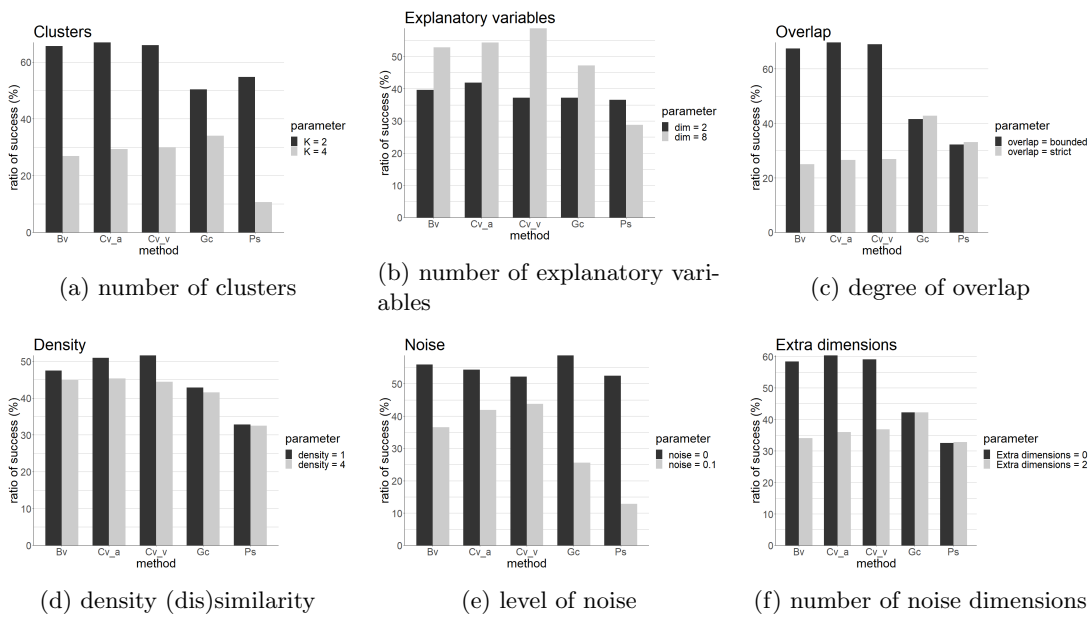 Clusters
ratio of success (%)
60
40
20
0
Bv Cv_a Cv_v Gc Ps
method
parameter
K = 2
K = 4
(a) number of clusters
Explanatory variables
ratio of success (%)
50
40
30
20
10
0
Bv Cv_a Cv_v Gc Ps
method
parameter
dim = 2
dim = 8
(b) number of explanatory vari-
ables
Overlap
ratio of success (%)
60
40
20
0
Bv Cv_a Cv_v Gc Ps
method
parameter
overlap = bounded
overlap = strict
(c) degree of overlap
Density
ratio of success (%)
50
40
30
20
10
0
Bv Cv_a Cv_v Gc Ps
method
parameter
density = 1
density = 4
(d) density (dis)similarity
Noise
ratio of success (%)
50
40
30
20
10
0
Bv Cv_a Cv_v Gc Ps
method
parameter
noise = 0
noise = 0.1
(e) level of noise
Extra dimensions
ratio of success (%)
60
50
40
30
20
10
0
Bv Cv_a Cv_v Gc Ps
method
parameter
Extra dimensions = 0
Extra dimensions = 2
(f) number of noise dimensions